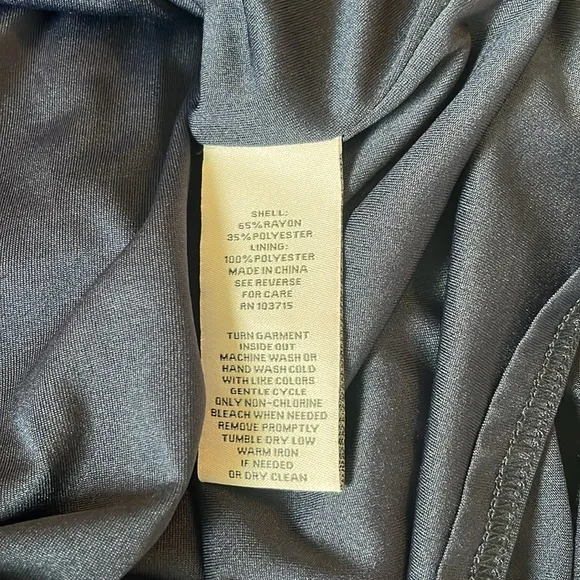 SHELL:
65%RAYON
35%POLYESTER
LINING:
100%POLYESTER
MADE IN CHINA
SEE REVERSE
FOR CARE
RN 103715
TURN GARMENT
INSIDE OUT
MACHINE WASH OR
HAND WASH COLD
WITH LIKE COLORS
GENTLE CYCLE
ONLY NON-CHLORINE
BLEACH WHEN NEEDED
REMOVE PROMPTLY
TUMBLE DRY LOW
WARM IRON
IF NEEDED
OR DRY CLEAN